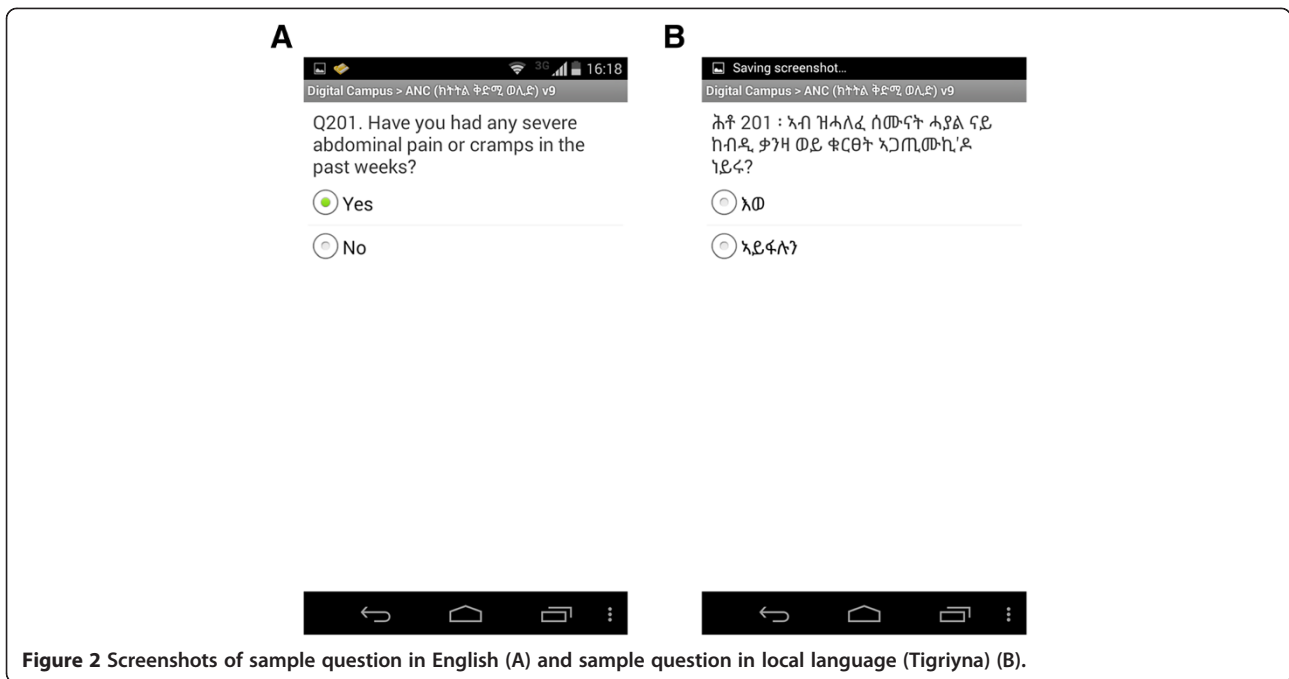 A
B
3G 16:18
Digital Campus > ANC (ክትትል ቅድሚ ወሊድ) v9
Q201. Have you had any severe
abdominal pain or cramps in the
past weeks?
Yes
No
Saving screenshot...
Digital Campus > ANC (ክትትል ቅድሚ ወሊድ) v9
ሕቶ 201 ፡ ኣብ ዝሓለፈ ሰሙናት ሓያል ናይ
ከብዲ ቃንዛ ወይ ቁርፀት ኣጋጢሙኪ'ዶ
ነይሩ?
እወ
ኣይፋሉን
Figure 2 Screenshots of sample question in English (A) and sample question in local language (Tigriyna) (B).